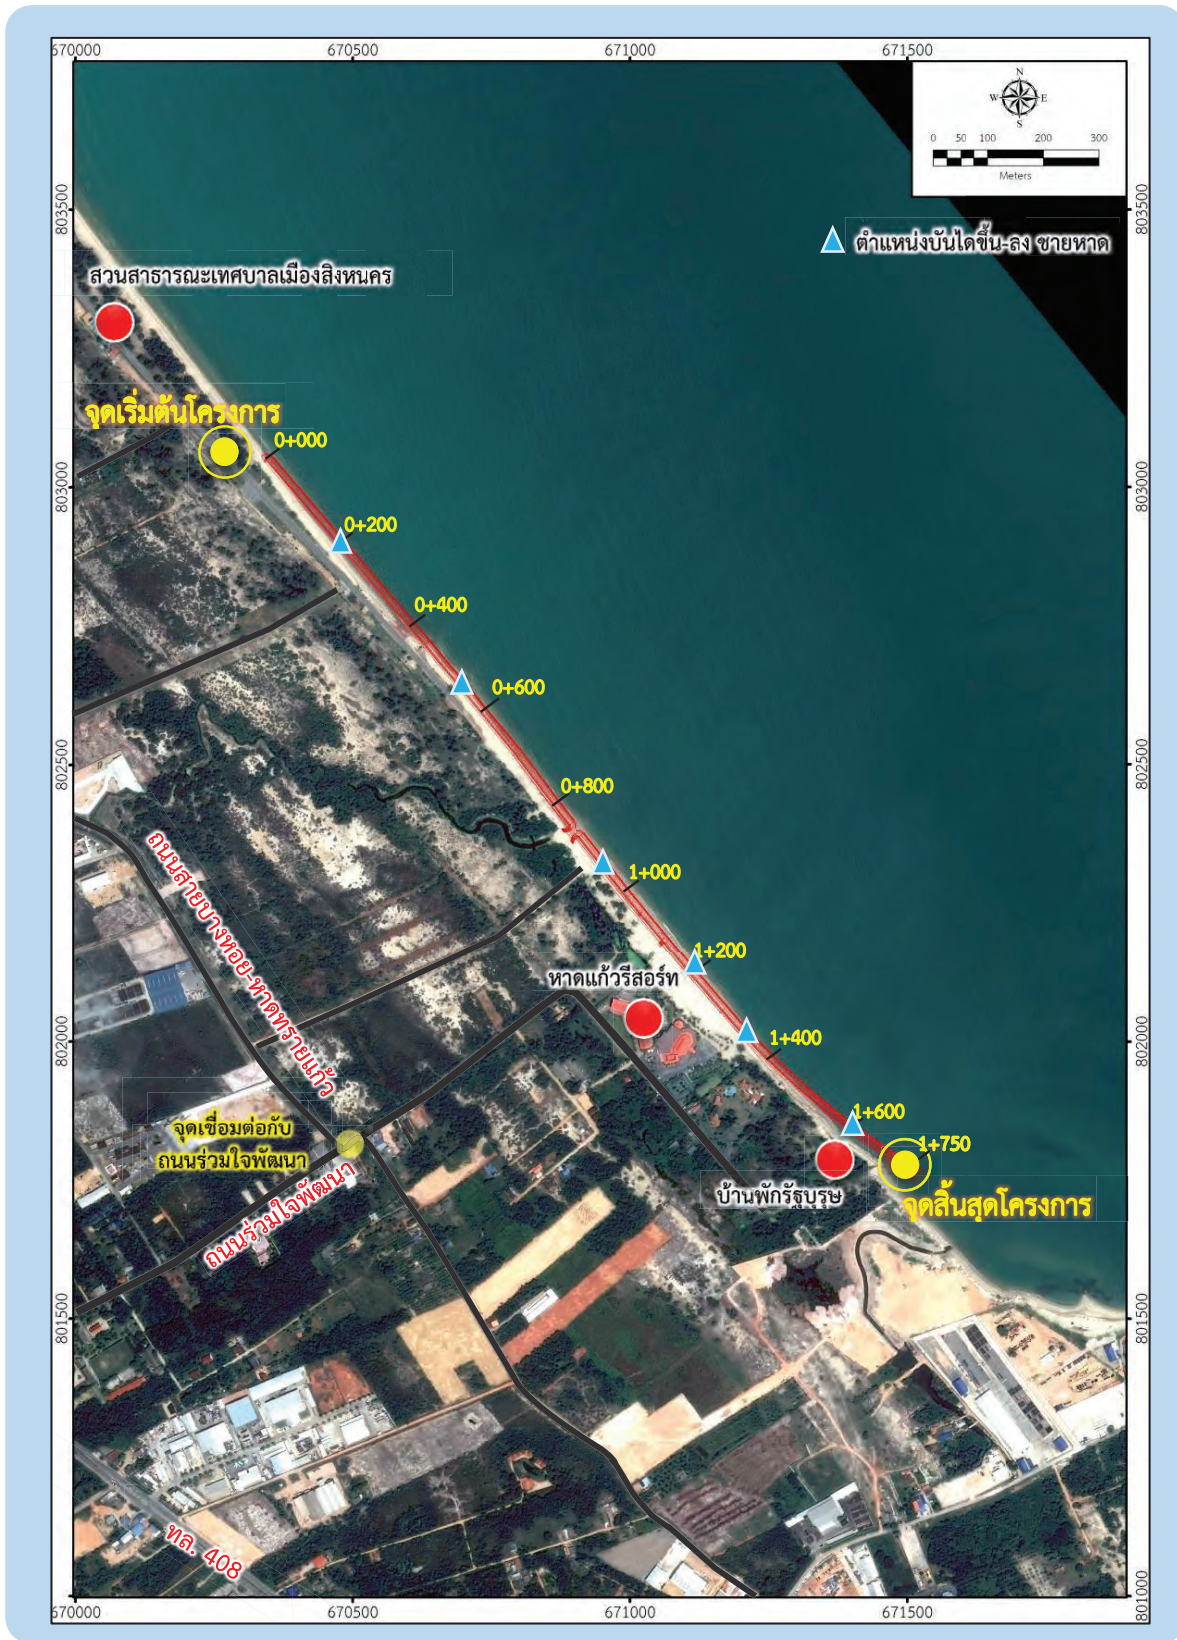 670000
670500
671000
671500
N
W
E
S
0
50
100
200
300
Meters
803500
803500
ตำแหน่งบันไดขึ้น-ลง ชายหาด
สวนสาธารณะเทศบาลเมืองสิงหนคร
จุดเริ่มต้นโครงการ
0+000
803000
803000
0+200
0+400
0+600
802500
802500
0+800
ถนนสายบางหอย-หาดทรายแก้ว
1+000
1+200
หาดแก้วรีสอร์ท
802000
802000
1+400
1+600
จุดเชื่อมต่อกับ
ถนนร่วมใจพัฒนา
1+750
ถนนร่วมใจพัฒนา
บ้านพักรัฐบุรุษ
จุดสิ้นสุดโครงการ
801500
801500
ทล. 408
801000
670000
670500
671000
671500